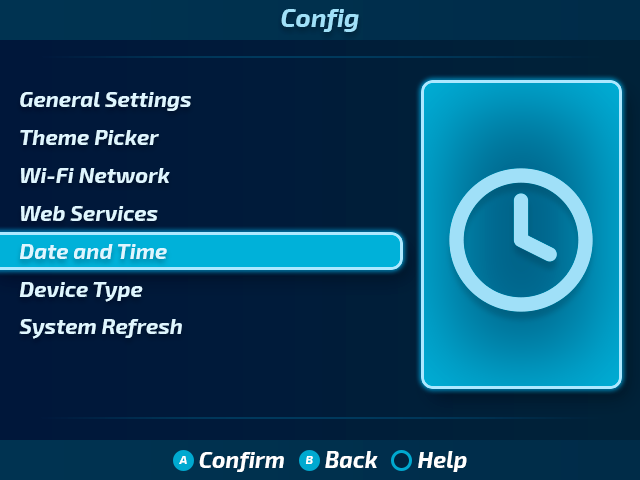 Config
General Settings
Theme Picker
Wi-Fi Network
Web Services
Date and Time
Device Type
System Refresh
A Confirm B Back Help